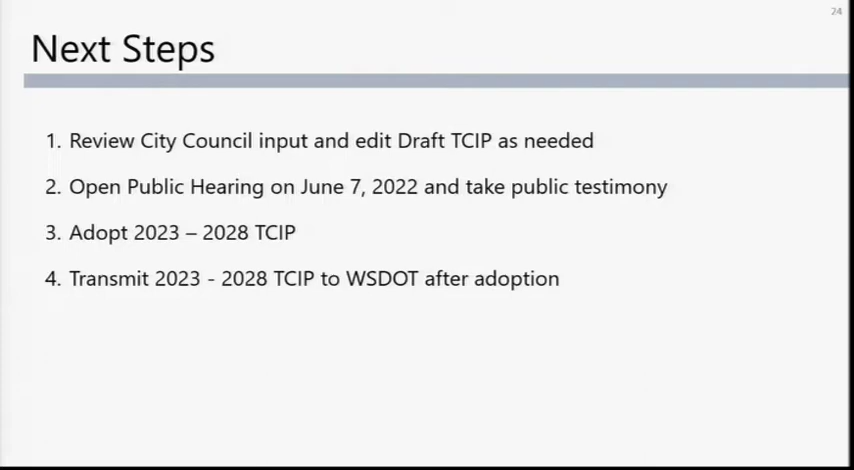 24
Next Steps
1. Review City Council input and edit Draft TCIP as needed
2. Open Public Hearing on June 7, 2022 and take public testimony
3. Adopt 2023 – 2028 TCIP
4. Transmit 2023 - 2028 TCIP to WSDOT after adoption